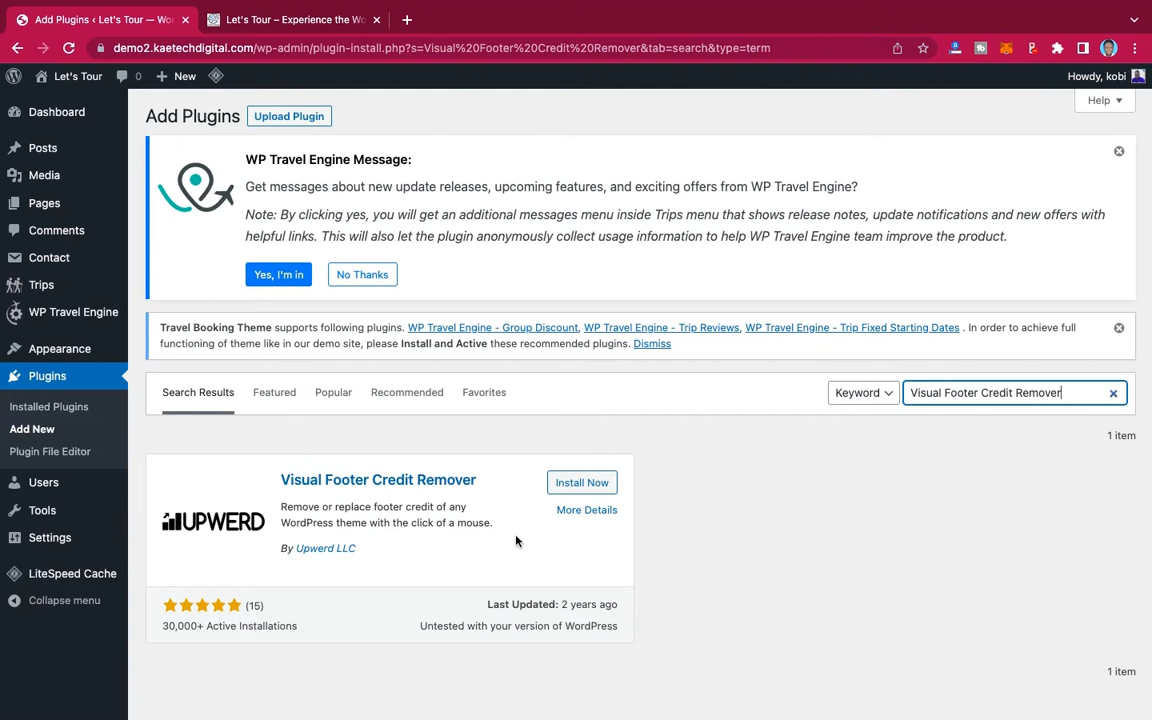 Add Plugins ‹ Let's Tour — Wor
Let's Tour – Experience the Wo
demo2.kaetechdigital.com/wp-admin/plugin-install.php?s=Visual%20Footer%20Credit%20Remover&tab=search&type=term
Let's Tour
0
New
Howdy, kobi
Dashboard
Posts
Media
Pages
Comments
Contact
Trips
WP Travel Engine
Appearance
Plugins
Installed Plugins
Add New
Plugin File Editor
Users
Tools
Settings
LiteSpeed Cache
Collapse menu
Help
Add Plugins
Upload Plugin
WP Travel Engine Message:
Get messages about new update releases, upcoming features, and exciting offers from WP Travel Engine?
Note: By clicking yes, you will get an additional messages menu inside Trips menu that shows release notes, update notifications and new offers with
helpful links. This will also let the plugin anonymously collect usage information to help WP Travel Engine team improve the product.
Yes, I'm in
No Thanks
Travel Booking Theme supports following plugins. WP Travel Engine - Group Discount, WP Travel Engine - Trip Reviews, WP Travel Engine - Trip Fixed Starting Dates . In order to achieve full
functioning of theme like in our demo site, please Install and Active these recommended plugins. Dismiss
Search Results
Featured
Popular
Recommended
Favorites
Keyword
Visual Footer Credit Remover
1 item
UPWERD
Visual Footer Credit Remover
Install Now
Remove or replace footer credit of any
WordPress theme with the click of a mouse.
More Details
By Upwerd LLC
(15)
Last Updated: 2 years ago
30,000+ Active Installations
Untested with your version of WordPress
1 item